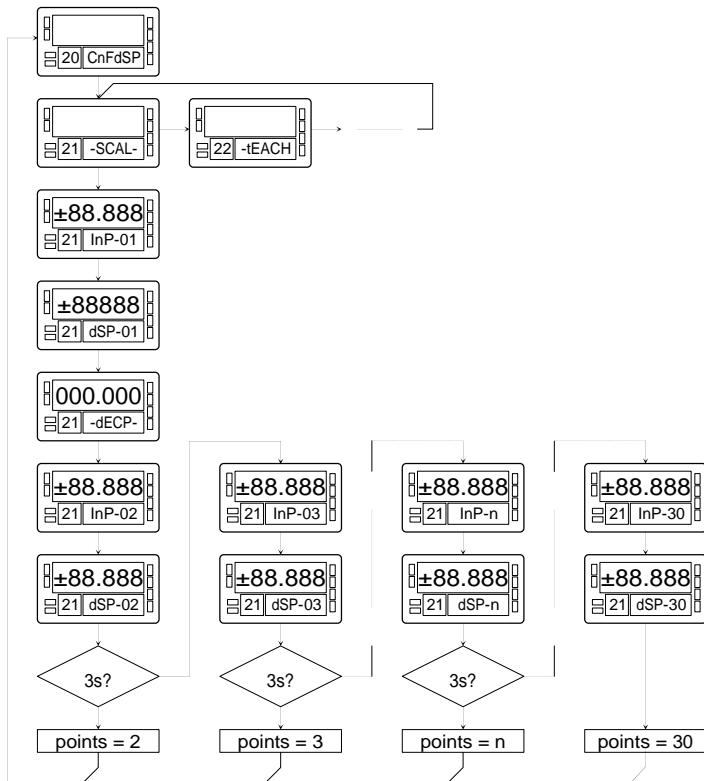 20 CnFdSP
21 -SCAL-
22 -tEACH
±88.888
21 InP-01
±88888
21 dSP-01
000.000
21 -dECP-
±88.888
21 InP-02
±88.888
21 dSP-02
3s?
points = 2
±88.888
21 InP-03
±88.888
21 dSP-03
3s?
points = 3
±88.888
21 InP-n
±88.888
21 dSP-n
3s?
points = n
±88.888
21 InP-30
±88.888
21 dSP-30
points = 30